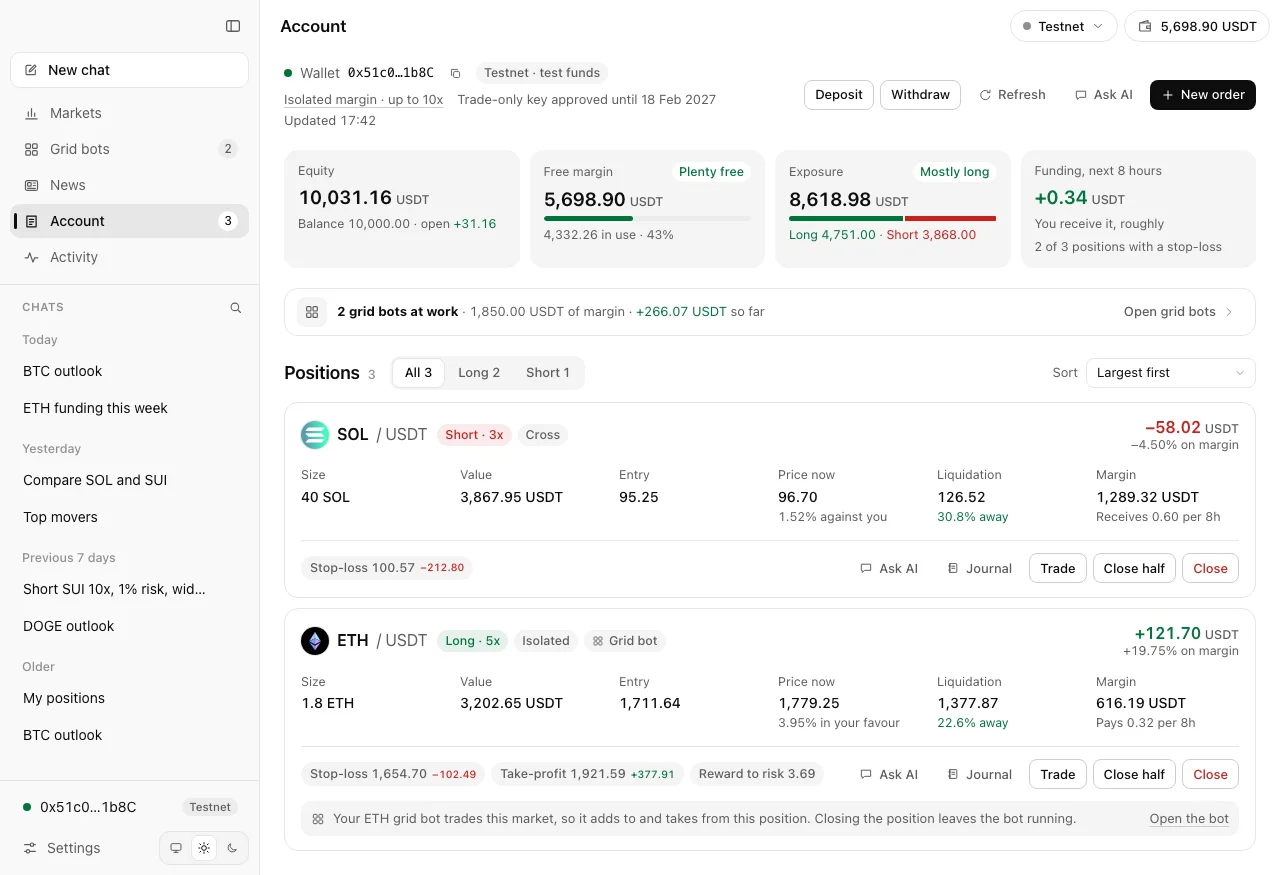 Account
Testnet
5,698.90 USDT
New chat
Markets
Grid bots 2
News
Account 3
Activity
CHATS
Today
BTC outlook
ETH funding this week
Yesterday
Compare SOL and SUI
Top movers
Previous 7 days
Short SUI 10x, 1% risk, wid...
DOGE outlook
Older
My positions
BTC outlook
0x51c0...1b8C Testnet
Settings
Wallet 0x51c0…1b8C Testnet · test funds
Isolated margin · up to 10x Trade-only key approved until 18 Feb 2027
Updated 17:42
Deposit Withdraw Refresh Ask AI + New order
Equity
10,031.16 USDT
Balance 10,000.00 · open +31.16
Free margin Plenty free
5,698.90 USDT
4,332.26 in use · 43%
Exposure Mostly long
8,618.98 USDT
Long 4,751.00 · Short 3,868.00
Funding, next 8 hours
+0.34 USDT
You receive it, roughly
2 of 3 positions with a stop-loss
2 grid bots at work · 1,850.00 USDT of margin · +266.07 USDT so far Open grid bots
Positions 3 All 3 Long 2 Short 1 Sort Largest first
SOL / USDT Short · 3x Cross −58.02 USDT
−4.50% on margin
Size Value Entry Price now Liquidation Margin
40 SOL 3,867.95 USDT 95.25 96.70 126.52 1,289.32 USDT
1.52% against you 30.8% away Receives 0.60 per 8h
Stop-loss 100.57 −212.80 Ask AI Journal Trade Close half Close
ETH / USDT Long · 5x Isolated Grid bot +121.70 USDT
+19.75% on margin
Size Value Entry Price now Liquidation Margin
1.8 ETH 3,202.65 USDT 1,711.64 1,779.25 1,377.87 616.19 USDT
3.95% in your favour 22.6% away Pays 0.32 per 8h
Stop-loss 1,654.70 −102.49 Take-profit 1,921.59 +377.91 Reward to risk 3.69 Ask AI Journal Trade Close half Close
Your ETH grid bot trades this market, so it adds to and takes from this position. Closing the position leaves the bot running. Open the bot